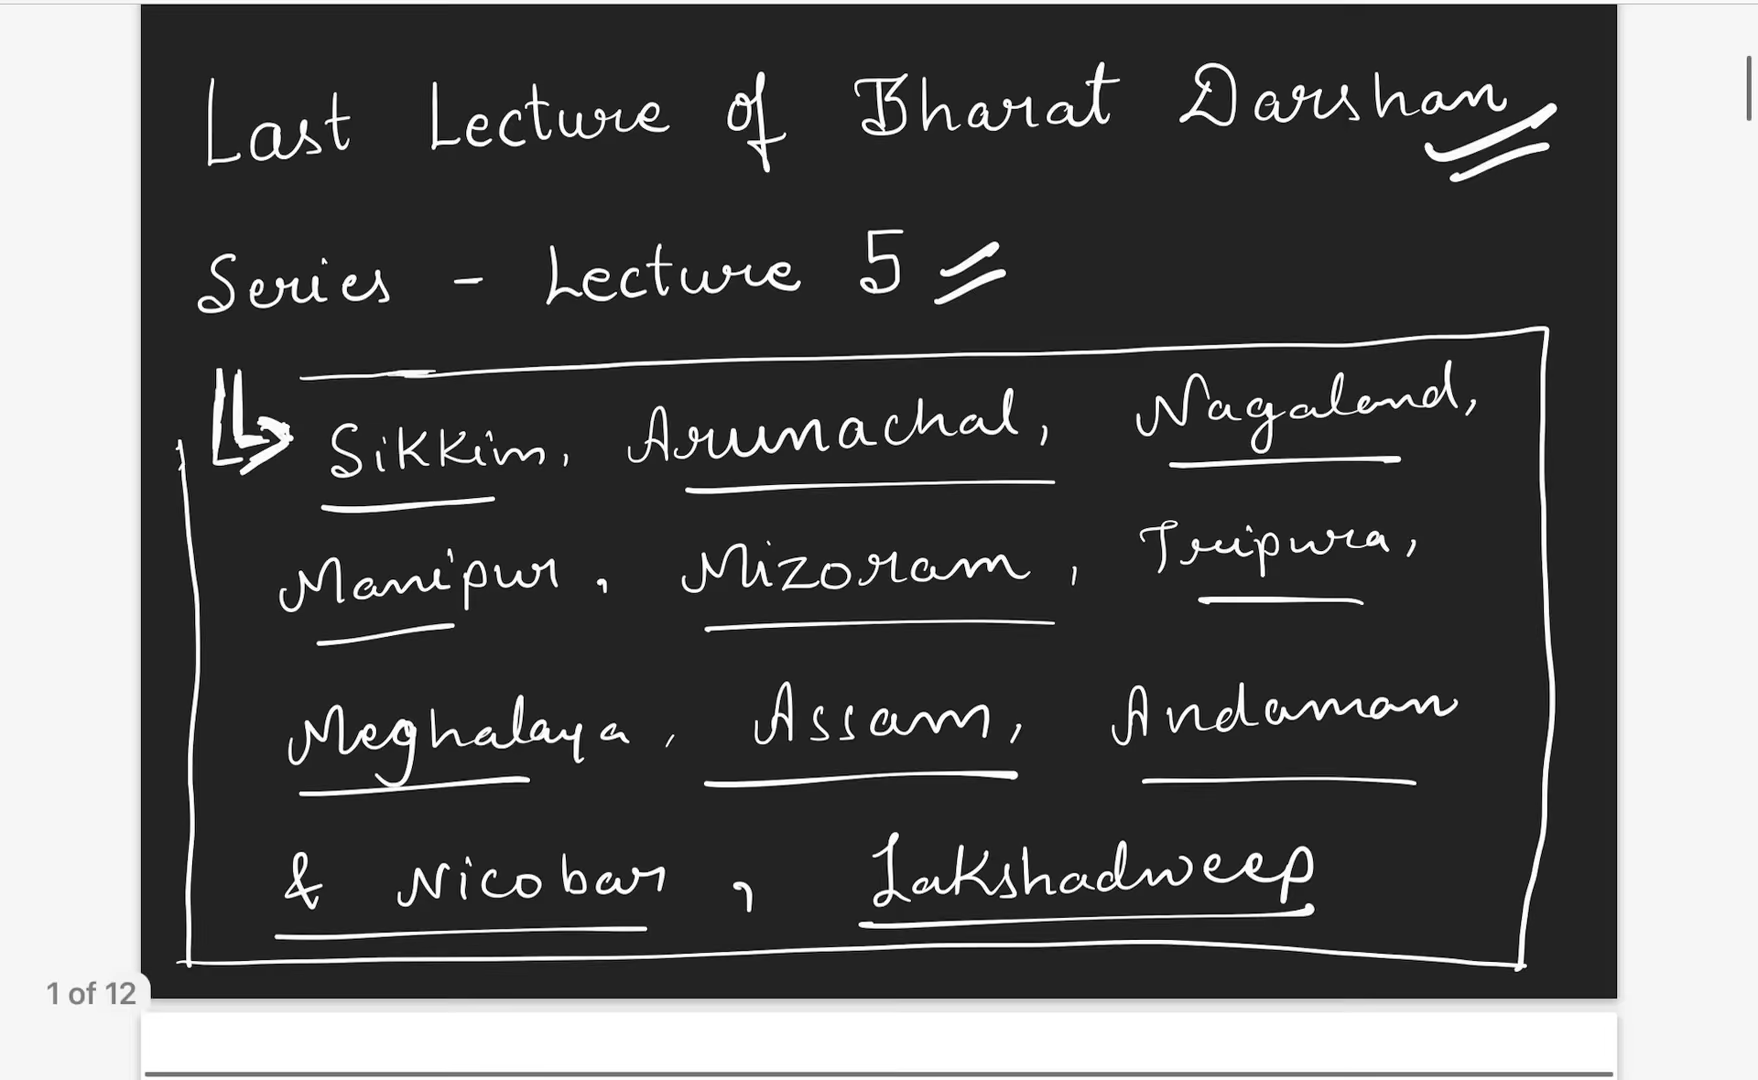 Last Lecture of Bharat Darshan
Series - Lecture 5
Sikkim, Arunachal, Nagaland,
Manipur, Mizoram, Tripura,
Meghalaya, Assam, Andaman
& Nicobar, Lakshadweep
1 of 12